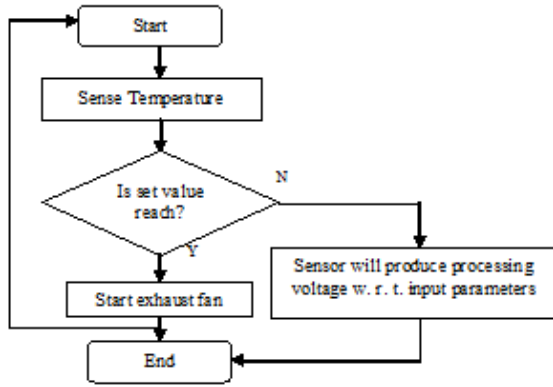 Start
Sense Temperature
Is set value
reach?
N
Y
Sensor will produce processing
voltage w. r. t. input parameters
Start exhaust fan
End